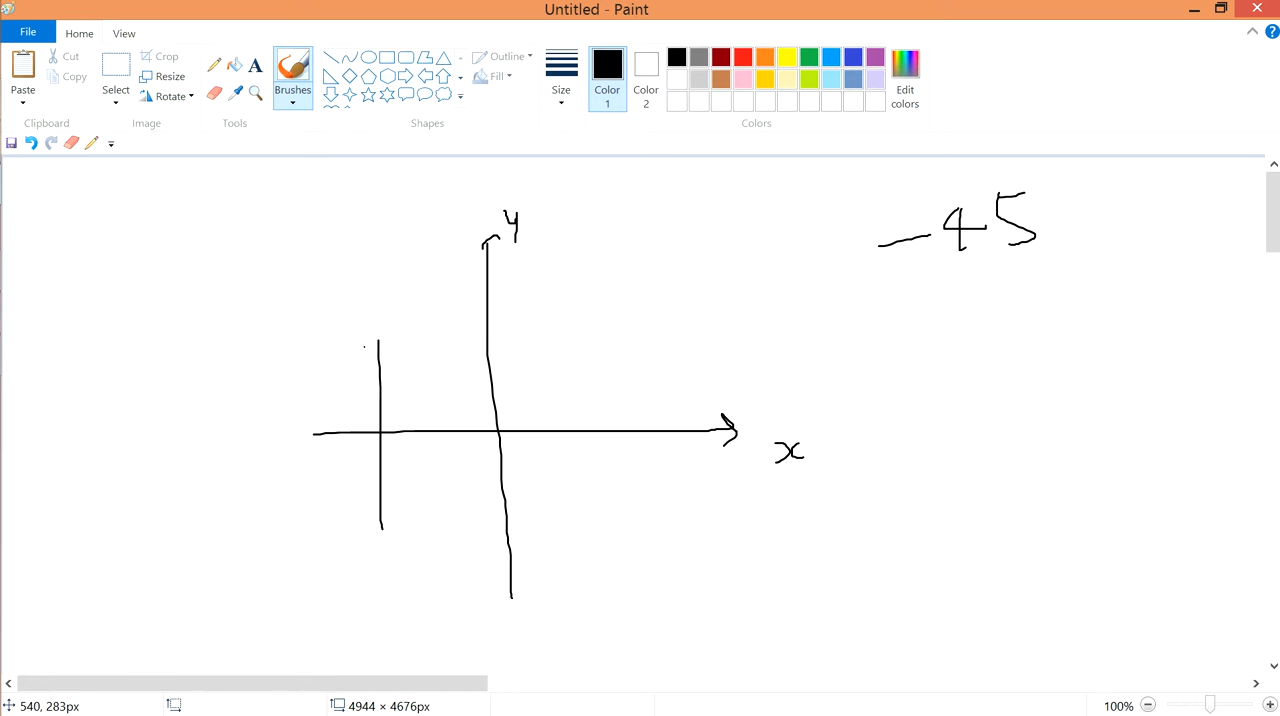 Untitled - Paint
File Home View
Paste
Cut
Copy
Clipboard
Select
Crop
Resize
Rotate
Image
A
Tools
Brushes
Shapes
Outline
Fill
Size
Color 1
Color 2
Edit colors
Colors
y
-45
x
540, 283px
4944 × 4676px
100%